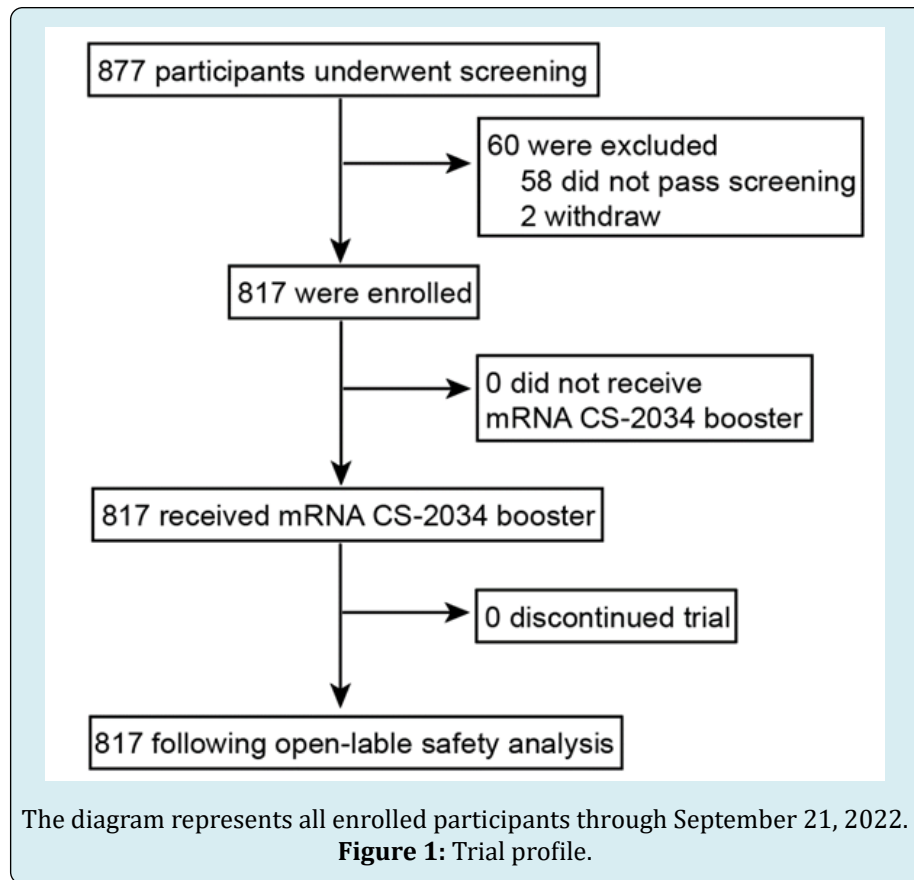 877 participants underwent screening
60 were excluded
58 did not pass screening
2 withdraw
817 were enrolled
0 did not receive
mRNA CS-2034 booster
817 received mRNA CS-2034 booster
0 discontinued trial
817 following open-lable safety analysis
The diagram represents all enrolled participants through September 21, 2022.
Figure 1: Trial profile.